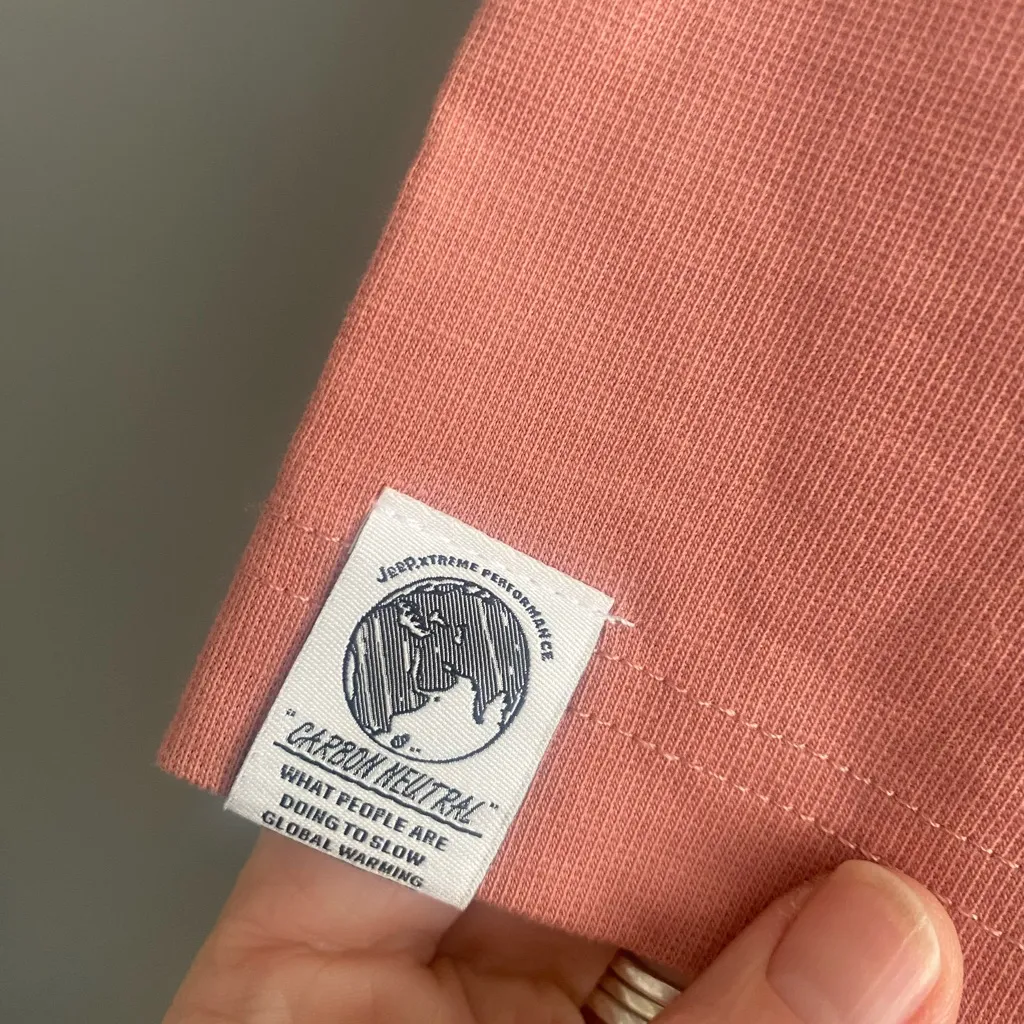 Jeep.xTREME PERFORMANCE
"CARBON NEUTRAL"
WHAT PEOPLE ARE
DOING TO SLOW
GLOBAL WARMING